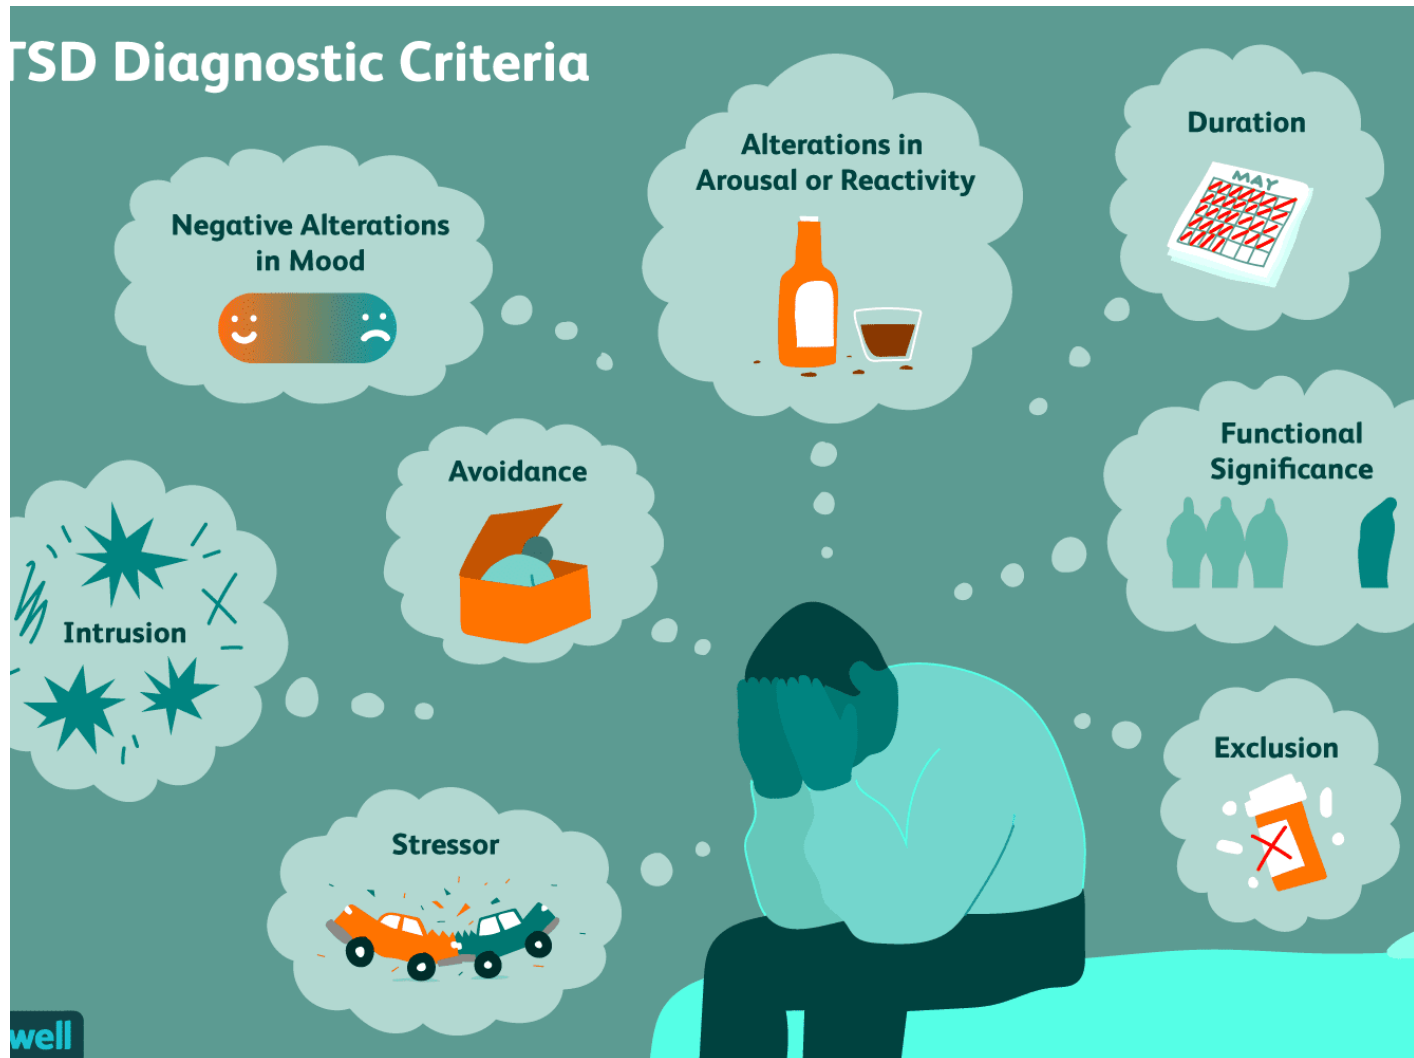 TSD Diagnostic Criteria
Negative Alterations
in Mood
Alterations in
Arousal or Reactivity
Duration
MAY
Avoidance
Functional
Significance
Intrusion
Exclusion
Stressor
well